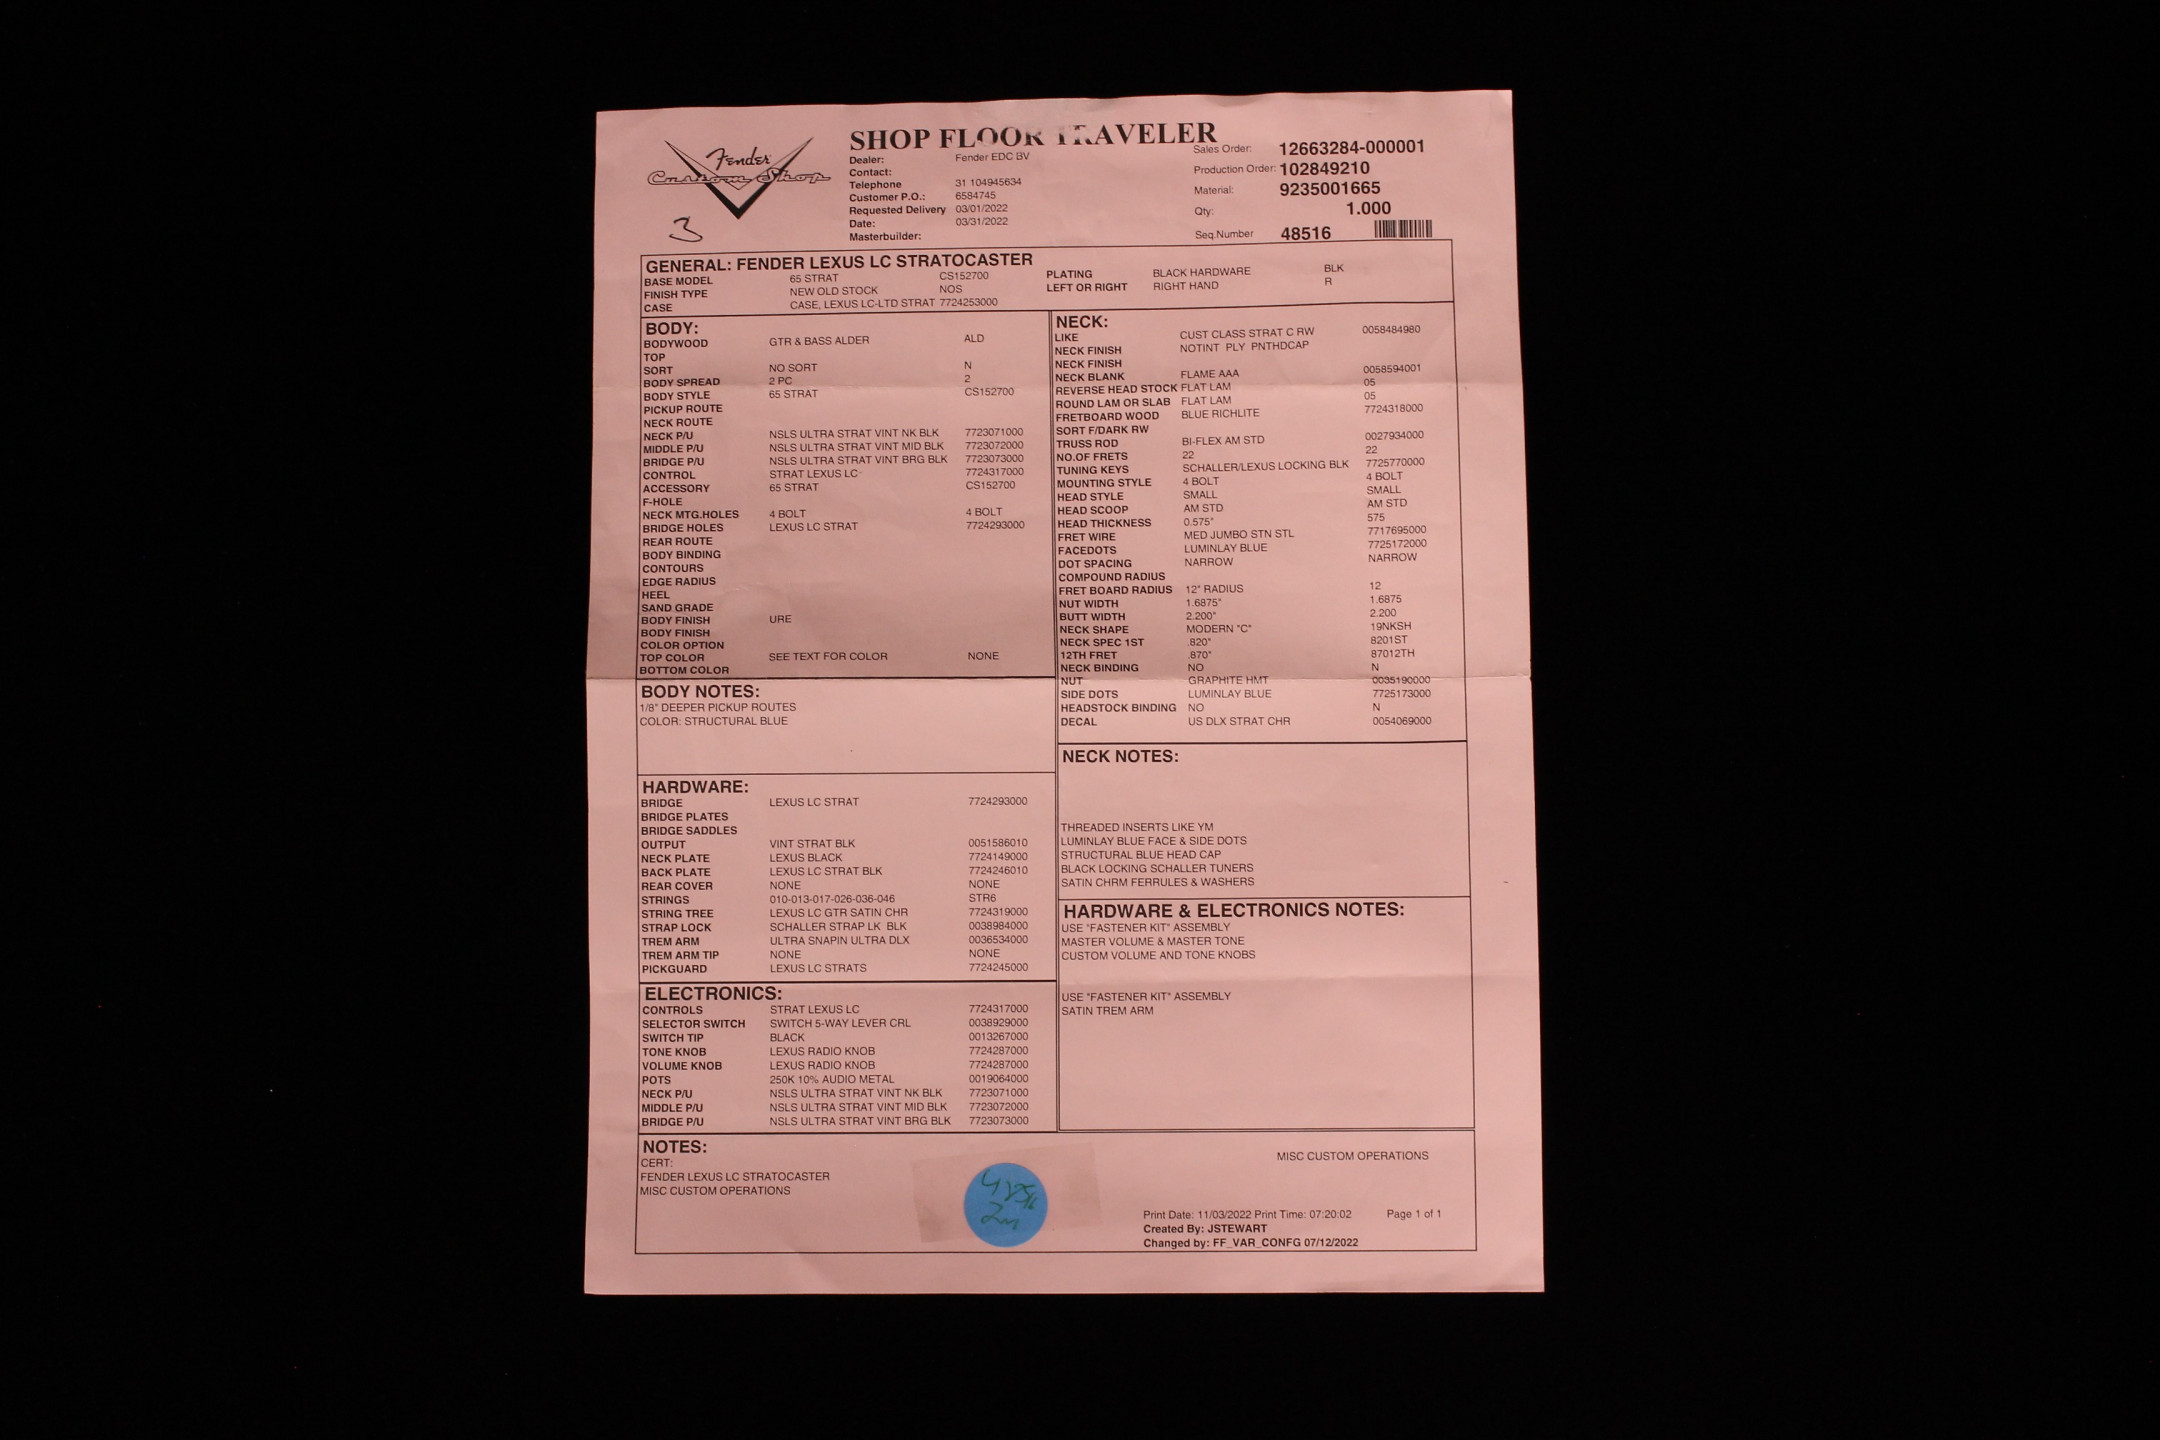 Fender
Custom Shop
3
SHOP FLOOR TRAVELER
Dealer: Fender EDC BV
Contact:
Telephone 31 104945634
Customer P.O.: 6584745
Requested Delivery 03/01/2022
Date: 03/31/2022
Masterbuilder:
Sales Order: 12663284-000001
Production Order: 102849210
Material: 9235001665
Qty: 1.000
Seq.Number 48516
GENERAL: FENDER LEXUS LC STRATOCASTER
BASE MODEL 65 STRAT CS152700 PLATING BLACK HARDWARE BLK
FINISH TYPE NEW OLD STOCK NOS LEFT OR RIGHT RIGHT HAND R
CASE CASE, LEXUS LC-LTD STRAT 7724253000
BODY:
BODYWOOD GTR & BASS ALDER ALD
TOP
SORT NO SORT N
BODY SPREAD 2 PC 2
BODY STYLE 65 STRAT CS152700
PICKUP ROUTE
NECK ROUTE
NECK P/U NSLS ULTRA STRAT VINT NK BLK 7723071000
MIDDLE P/U NSLS ULTRA STRAT VINT MID BLK 7723072000
BRIDGE P/U NSLS ULTRA STRAT VINT BRG BLK 7723073000
CONTROL STRAT LEXUS LC 7724317000
ACCESSORY 65 STRAT CS152700
F-HOLE
NECK MTG.HOLES 4 BOLT 4 BOLT
BRIDGE HOLES LEXUS LC STRAT 7724293000
REAR ROUTE
BODY BINDING
CONTOURS
EDGE RADIUS
HEEL
SAND GRADE
BODY FINISH URE
BODY FINISH
COLOR OPTION
TOP COLOR SEE TEXT FOR COLOR NONE
BOTTOM COLOR
BODY NOTES:
1/8" DEEPER PICKUP ROUTES
COLOR: STRUCTURAL BLUE
HARDWARE:
BRIDGE LEXUS LC STRAT 7724293000
BRIDGE PLATES
BRIDGE SADDLES
OUTPUT VINT STRAT BLK 0051586010
NECK PLATE LEXUS BLACK 7724149000
BACK PLATE LEXUS LC STRAT BLK 7724246010
REAR COVER NONE NONE
STRINGS 010-013-017-026-036-046 STR6
STRING TREE LEXUS LC GTR SATIN CHR 7724319000
STRAP LOCK SCHALLER STRAP LK BLK 0038984000
TREM ARM ULTRA SNAPIN ULTRA DLX 0036534000
TREM ARM TIP NONE NONE
PICKGUARD LEXUS LC STRATS 7724245000
ELECTRONICS:
CONTROLS STRAT LEXUS LC 7724317000
SELECTOR SWITCH SWITCH 5-WAY LEVER CRL 0038929000
SWITCH TIP BLACK 0013267000
TONE KNOB LEXUS RADIO KNOB 7724287000
VOLUME KNOB LEXUS RADIO KNOB 7724287000
POTS 250K 10% AUDIO METAL 0019064000
NECK P/U NSLS ULTRA STRAT VINT NK BLK 7723071000
MIDDLE P/U NSLS ULTRA STRAT VINT MID BLK 7723072000
BRIDGE P/U NSLS ULTRA STRAT VINT BRG BLK 7723073000
NECK:
LIKE CUST CLASS STRAT C RW 0058484980
NECK FINISH NOTINT PLY PNTHDCAP
NECK FINISH
NECK BLANK FLAME AAA 0058594001
REVERSE HEAD STOCK FLAT LAM 05
ROUND LAM OR SLAB FLAT LAM 05
FRETBOARD WOOD BLUE RICHLITE 7724318000
SORT F/DARK RW
TRUSS ROD BI-FLEX AM STD 0027934000
NO.OF FRETS 22 22
TUNING KEYS SCHALLER/LEXUS LOCKING BLK 7725770000
MOUNTING STYLE 4 BOLT 4 BOLT
HEAD STYLE SMALL SMALL
HEAD SCOOP AM STD AM STD
HEAD THICKNESS 0.575" 575
FRET WIRE MED JUMBO STN STL 7717695000
FACEDOTS LUMINLAY BLUE 7725172000
DOT SPACING NARROW NARROW
COMPOUND RADIUS
FRET BOARD RADIUS 12" RADIUS 12
NUT WIDTH 1.6875" 1.6875
BUTT WIDTH 2.200" 2.200
NECK SHAPE MODERN "C" 19NKSH
NECK SPEC 1ST .820" 8201ST
12TH FRET .870" 87012TH
NECK BINDING NO N
NUT GRAPHITE HMT 0035190000
SIDE DOTS LUMINLAY BLUE 7725173000
HEADSTOCK BINDING NO N
DECAL US DLX STRAT CHR 0054069000
NECK NOTES:
THREADED INSERTS LIKE YM
LUMINLAY BLUE FACE & SIDE DOTS
STRUCTURAL BLUE HEAD CAP
BLACK LOCKING SCHALLER TUNERS
SATIN CHRM FERRULES & WASHERS
HARDWARE & ELECTRONICS NOTES:
USE "FASTENER KIT" ASSEMBLY
MASTER VOLUME & MASTER TONE
CUSTOM VOLUME AND TONE KNOBS
USE "FASTENER KIT" ASSEMBLY
SATIN TREM ARM
NOTES:
CERT:
FENDER LEXUS LC STRATOCASTER
MISC CUSTOM OPERATIONS
MISC CUSTOM OPERATIONS
Print Date: 11/03/2022 Print Time: 07:20:02 Page 1 of 1
Created By: JSTEWART
Changed by: FF_VAR_CONFG 07/12/2022